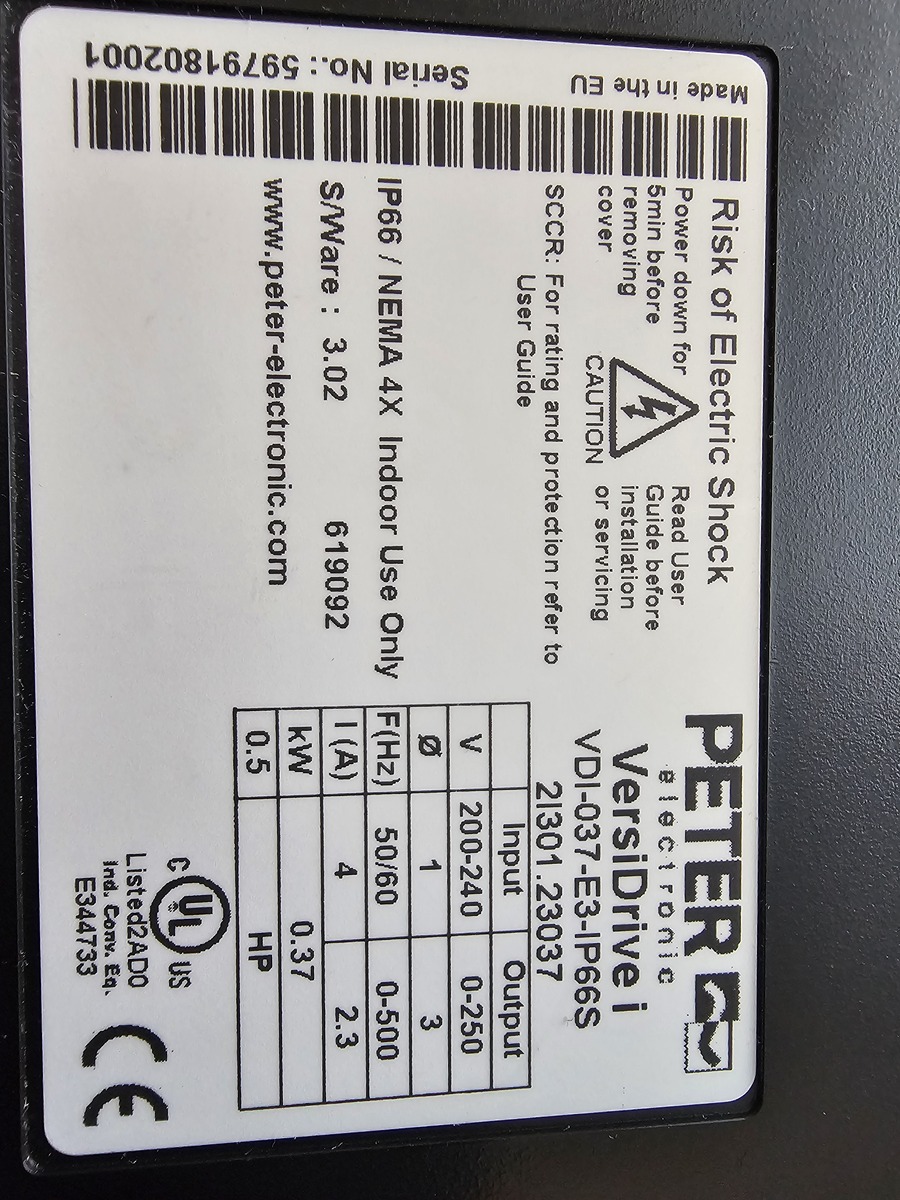 Risk of Electric Shock
Power down for
5min before
removing
cover
CAUTION
Read User
Guide before
installation
or servicing
SCCR: For rating and protection refer to
User Guide
IP66 / NEMA 4X Indoor Use Only
S/Ware : 3.02 619092
www.peter-electronic.com
PETER
electronic
VersiDrive i
VDI-037-E3-IP66S
2I301.23037
Input Output
V 200-240 0-250
Ø 1 3
F(Hz) 50/60 0-500
I (A) 4 2.3
kW 0.37
0.5 HP
C UL US
Listed2AD0
Ind. Conv. Eq.
E344733
CE
Made in the EU
Serial No.: 59791802001